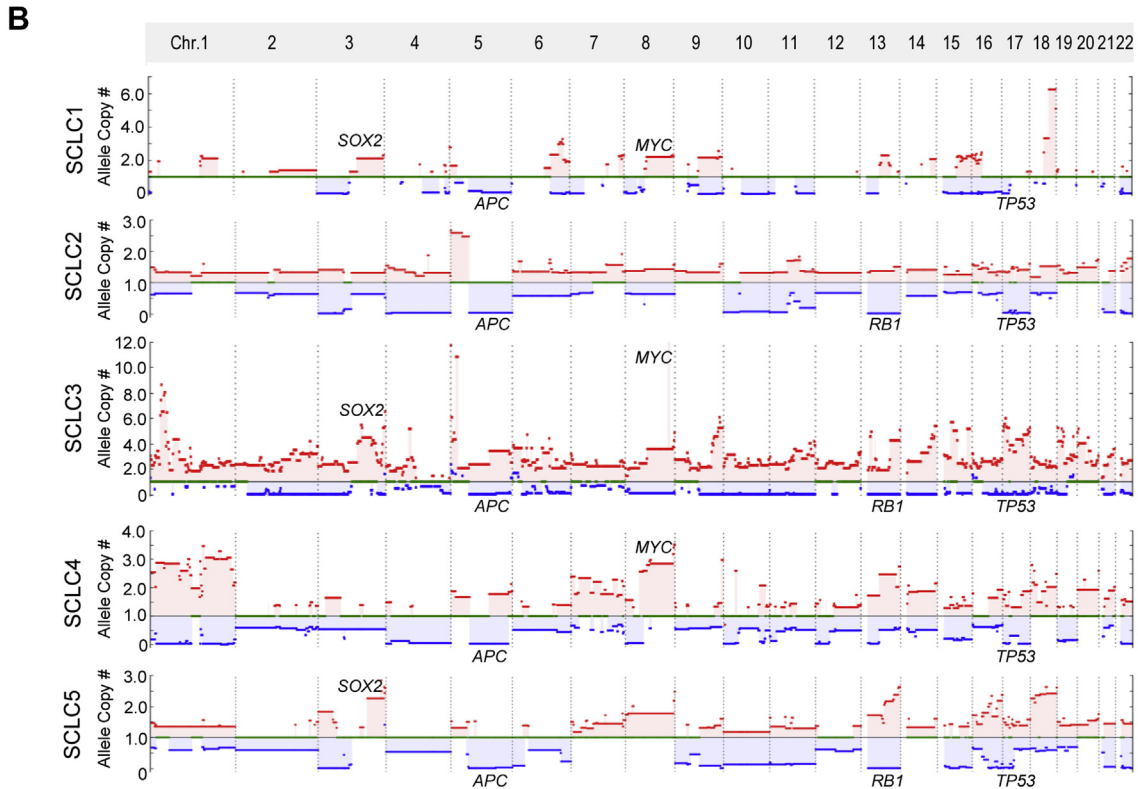 B
Chr.1 2 3 4 5 6 7 8 9 10 11 12 13 14 15 16 17 18 19 20 21 22
SCLC1
Allele Copy #
6.0
4.0
2.0
0
SOX2 MYC
APC TP53
SCLC2
Allele Copy #
3.0
2.0
1.0
0
APC RB1 TP53
SCLC3
Allele Copy #
12.0
10.0
8.0
6.0
4.0
2.0
0
MYC
SOX2
APC RB1 TP53
SCLC4
Allele Copy #
4.0
3.0
2.0
1.0
0
MYC
APC TP53
SCLC5
Allele Copy #
3.0
2.0
1.0
0
SOX2
APC RB1 TP53